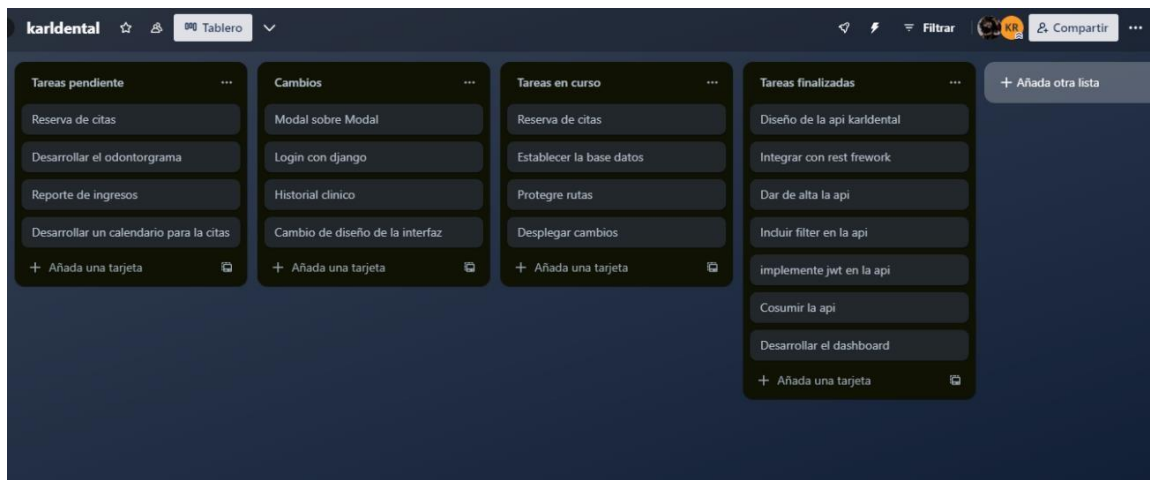 karldental
Tablero
Filtrar
KR
Compartir
Tareas pendiente
Reserva de citas
Desarrollar el odontorgrama
Reporte de ingresos
Desarrollar un calendario para la citas
+ Añada una tarjeta
Cambios
Modal sobre Modal
Login con django
Historial clinico
Cambio de diseño de la interfaz
+ Añada una tarjeta
Tareas en curso
Reserva de citas
Establecer la base datos
Protegre rutas
Desplegar cambios
+ Añada una tarjeta
Tareas finalizadas
Diseño de la api karldental
Integrar con rest frework
Dar de alta la api
Incluir filter en la api
implemente jwt en la api
Cosumir la api
Desarrollar el dashboard
+ Añada una tarjeta
+ Añada otra lista